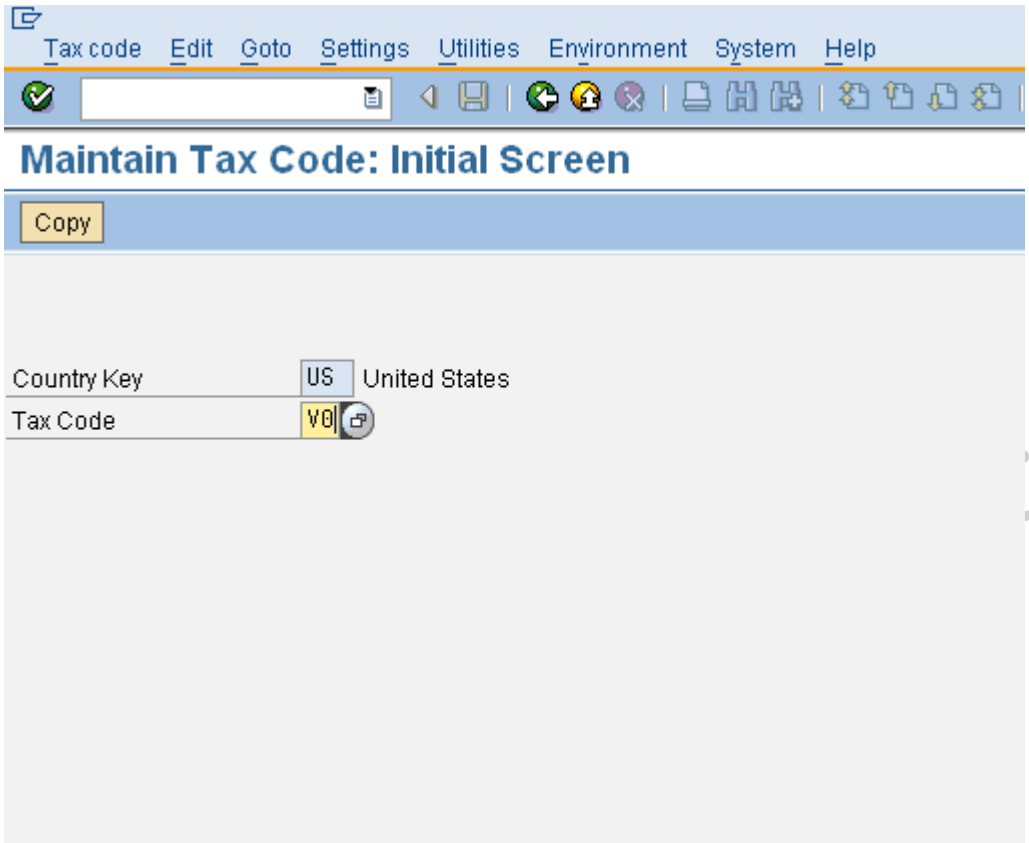 Tax code Edit Goto Settings Utilities Environment System Help
Maintain Tax Code: Initial Screen
Copy
Country Key US United States
Tax Code V0